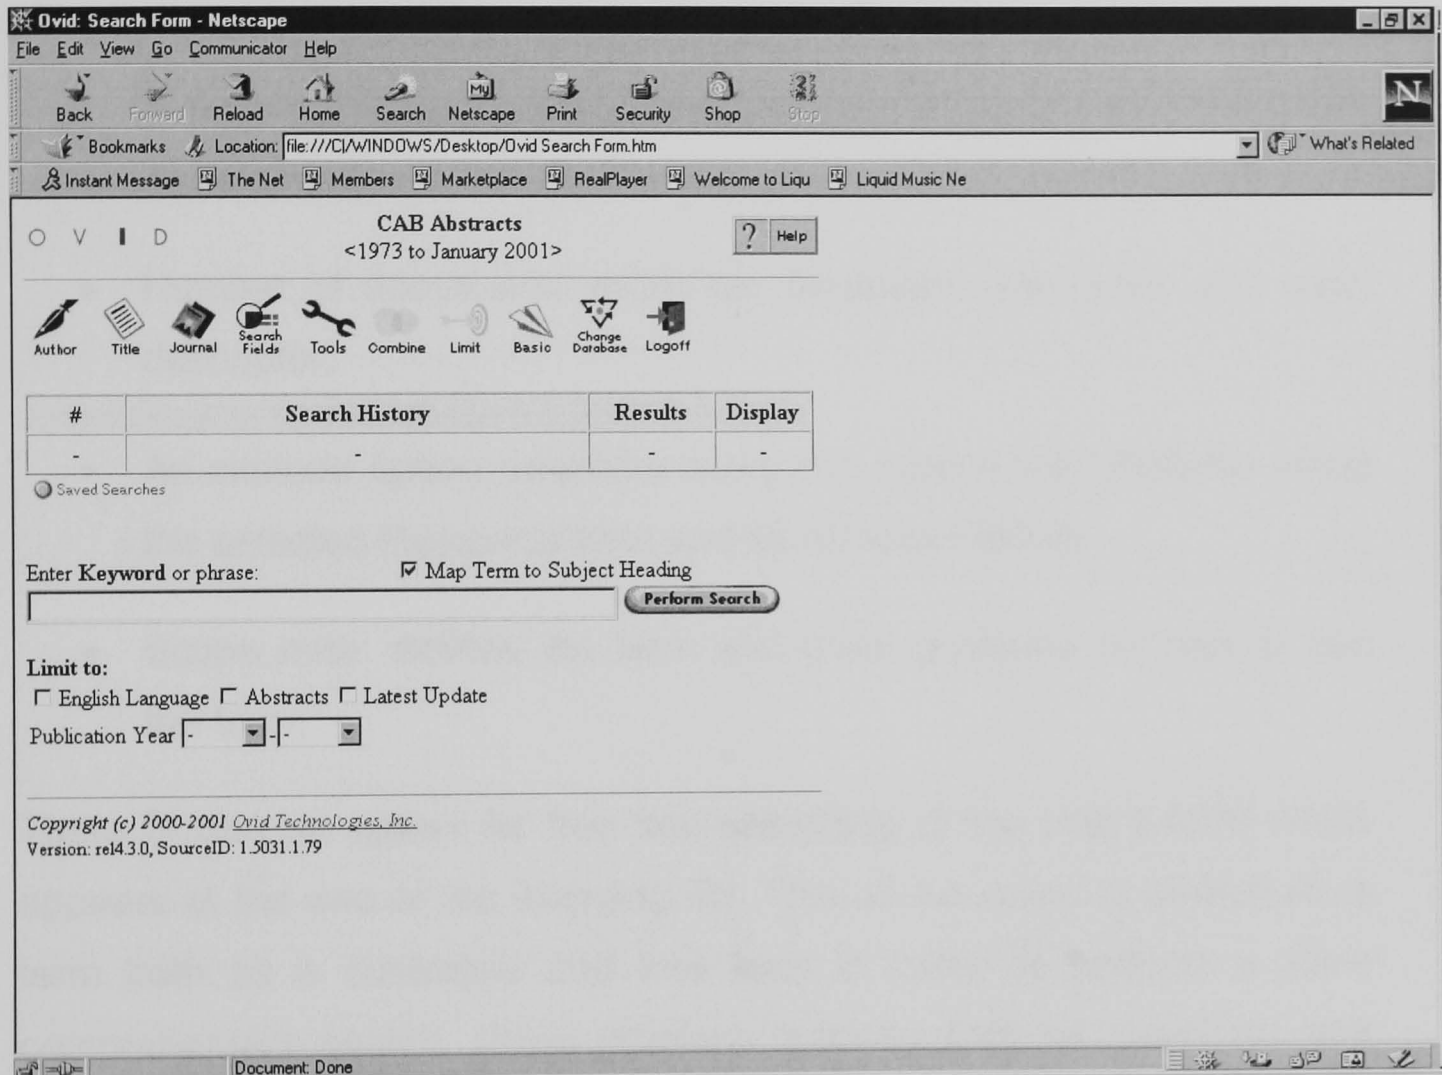 Ovid: Search Form - Netscape
File Edit View Go Communicator Help
Back Forward Reload Home Search Netscape Print Security Shop Stop
My
N
Bookmarks Location: file:///C|/WINDOWS/Desktop/Ovid Search Form.htm What's Related
Instant Message The Net Members Marketplace RealPlayer Welcome to Liqu Liquid Music Ne
O V I D
CAB Abstracts
<1973 to January 2001>
? Help
Author Title Journal Search Fields Tools Combine Limit Basic Change Database Logoff
# Search History Results Display
- - - -
Saved Searches
Enter Keyword or phrase: Map Term to Subject Heading
Perform Search
Limit to:
English Language Abstracts Latest Update
Publication Year - - -
Copyright (c) 2000-2001 Ovid Technologies, Inc.
Version: rel4.3.0, SourceID: 1.5031.1.79
Document: Done